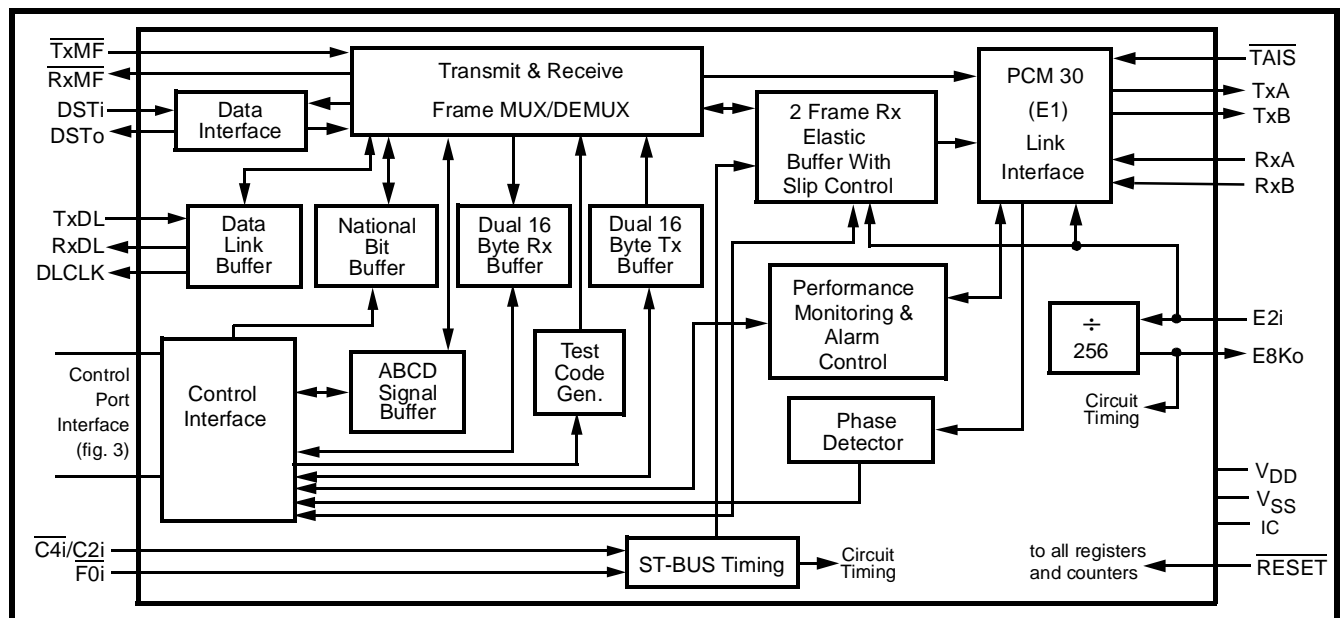 TxMF
RxMF
DSTi
DSTo
TxDL
RxDL
DLCLK
Control
Port
Interface
(fig. 3)
C4i/C2i
F0i
Data
Interface
Transmit & Receive
Frame MUX/DEMUX
2 Frame Rx
Elastic
Buffer With
Slip Control
PCM 30
(E1)
Link
Interface
Data
Link
Buffer
National
Bit
Buffer
Dual 16
Byte Rx
Buffer
Dual 16
Byte Tx
Buffer
Performance
Monitoring &
Alarm
Control
÷
256
Control
Interface
ABCD
Signal
Buffer
Test
Code
Gen.
Phase
Detector
Circuit
Timing
ST-BUS Timing
Circuit
Timing
to all registers
and counters
TAIS
TxA
TxB
RxA
RxB
E2i
E8Ko
VDD
VSS
IC
RESET